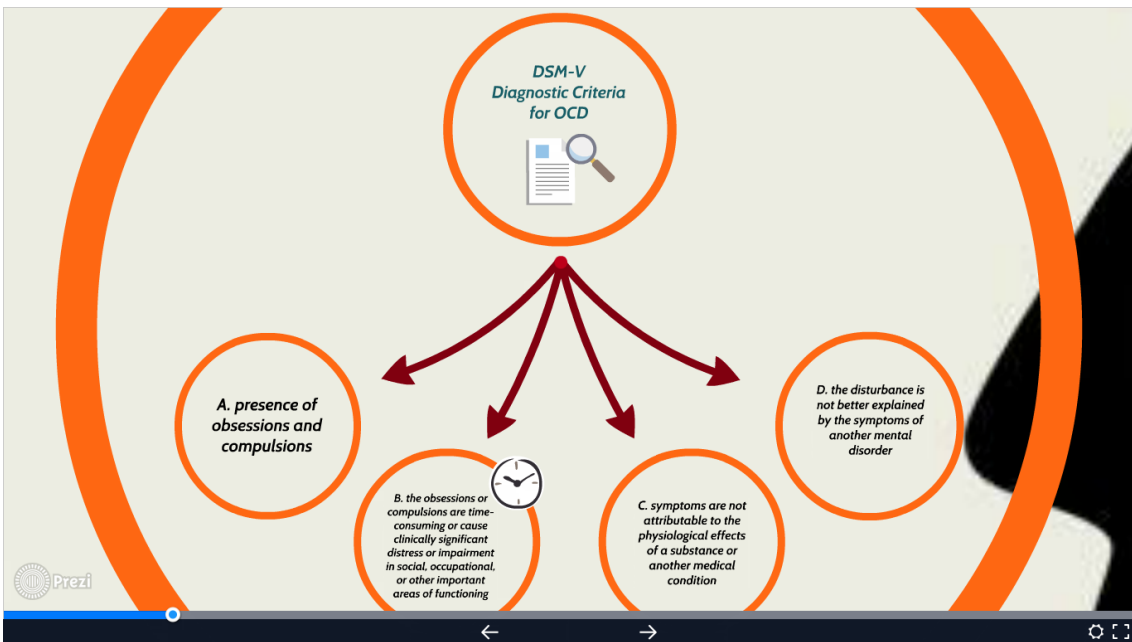 DSM-V
Diagnostic Criteria
for OCD
A. presence of
obsessions and
compulsions
B. the obsessions or
compulsions are time-
consuming or cause
clinically significant
distress or impairment
in social, occupational,
or other important
areas of functioning
C. symptoms are not
attributable to the
physiological effects
of a substance or
another medical
condition
D. the disturbance is
not better explained
by the symptoms of
another mental
disorder
Prezi